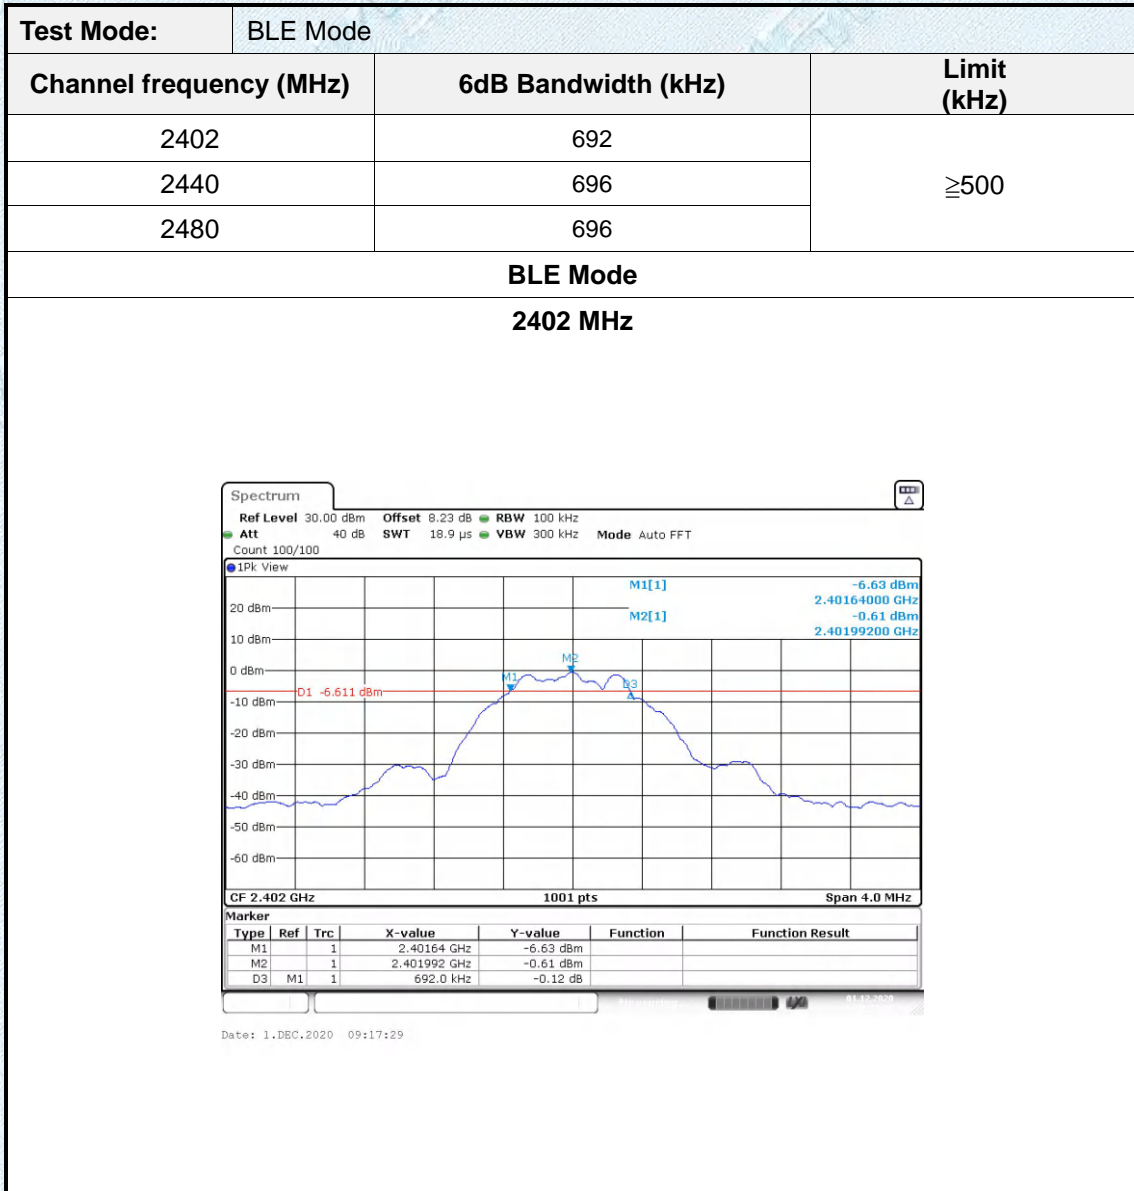 Test Mode: BLE Mode
Channel frequency (MHz) 6dB Bandwidth (kHz) Limit (kHz)
2402 692 ≧500
2440 696
2480 696
BLE Mode
2402 MHz
Spectrum
Ref Level 30.00 dBm Offset 8.23 dB RBW 100 kHz
Att 40 dB SWT 18.9 µs VBW 300 kHz Mode Auto FFT
Count 100/100
1Pk View
M1[1] -6.63 dBm
2.40164000 GHz
M2[1] -0.61 dBm
2.40199200 GHz
20 dBm
10 dBm
M2
0 dBm
M1
D3
D1 -6.611 dBm
-10 dBm
-20 dBm
-30 dBm
-40 dBm
-50 dBm
-60 dBm
CF 2.402 GHz 1001 pts Span 4.0 MHz
Marker
Type Ref Trc X-value Y-value Function Function Result
M1 1 2.40164 GHz -6.63 dBm
M2 1 2.401992 GHz -0.61 dBm
D3 M1 1 692.0 kHz -0.12 dB
01.12.2020
Date: 1.DEC.2020 09:17:29